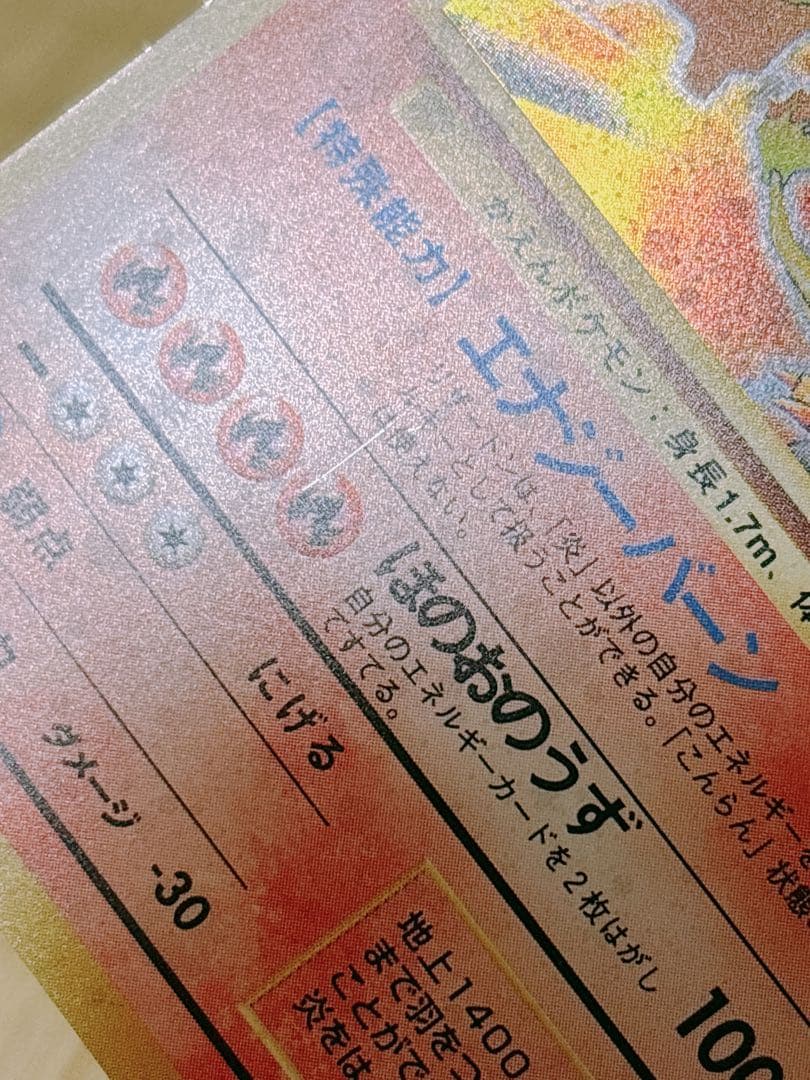 かえんポケモン：身長1.7m、体
【特殊能力】エナジーバーン
リザードンは、「炎」以外の自分のエネルギーを
ルギーとして扱うことができる。「こんらん」状態
は使えない。
ほのおのうず
自分のエネルギーカードを2枚はがし
てすてる。
100
弱点
にげる
ダメージ -30
地上1400
まで羽をつ
ことがで
炎をは